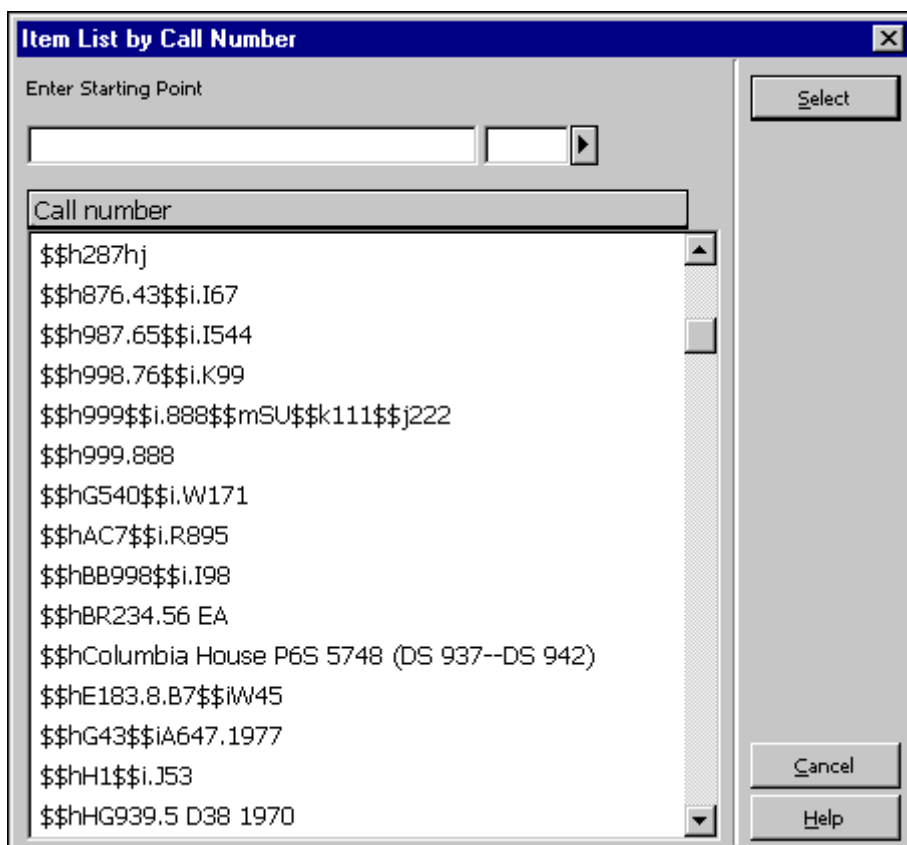 Item List by Call Number
Enter Starting Point
Select
Call number
$$h287hj
$$h876.43$$i.I67
$$h987.65$$i.I544
$$h998.76$$i.K99
$$h999$$i.888$$mSU$$k111$$j222
$$h999.888
$$hG540$$i.W171
$$hAC7$$i.R895
$$hBB998$$i.I98
$$hBR234.56 EA
$$hColumbia House P6S 5748 (DS 937--DS 942)
$$hE183.8.B7$$iW45
$$hG43$$iA647.1977
$$hH1$$i.J53
$$hHG939.5 D38 1970
Cancel
Help